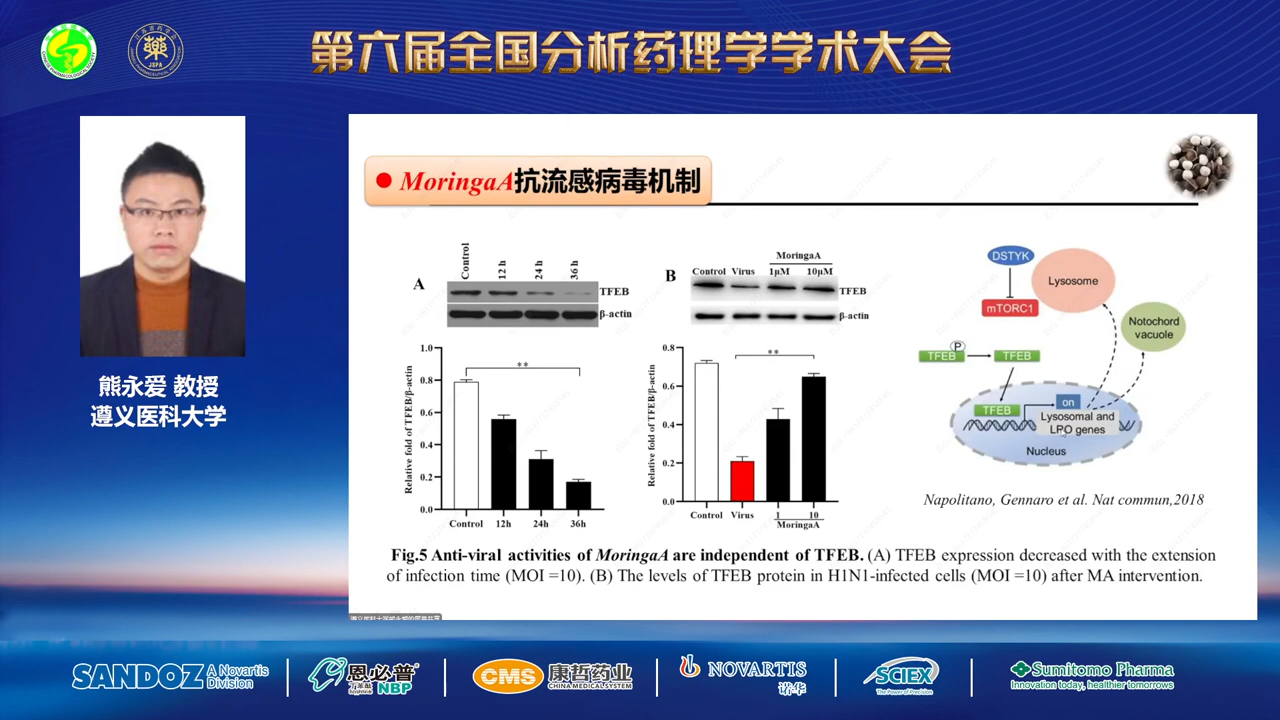 第六届全国分析药理学学术大会
JSPA
熊永爱 教授
遵义医科大学
● MoringaA抗流感病毒机制
A
Control
12 h
24 h
36 h
TFEB
β-actin
Relative fold of TFEB/β-actin
1.0
0.8
0.6
0.4
0.2
0.0
**
Control 12h 24h 36h
B
MoringaA
Control Virus 1μM 10μM
TFEB
β-actin
Relative fold of TFEB/β-actin
0.8
0.6
0.4
0.2
0.0
**
Control Virus 1 10
MoringaA
DSTYK
Lysosome
mTORC1
Notochord
vacuole
P
TFEB
TFEB
TFEB
on
Lysosomal and
LPO genes
Nucleus
Napolitano, Gennaro et al. Nat commun,2018
Fig.5 Anti-viral activities of MoringaA are independent of TFEB. (A) TFEB expression decreased with the extension
of infection time (MOI =10). (B) The levels of TFEB protein in H1N1-infected cells (MOI =10) after MA intervention.
SANDOZ A Novartis
Division
恩必普
NBP
CMS 康哲药业
CHINA MEDICAL SYSTEM
NOVARTIS
诺华
SCIEX
The Power of Precision
Sumitomo Pharma
Innovation today, healthier tomorrows